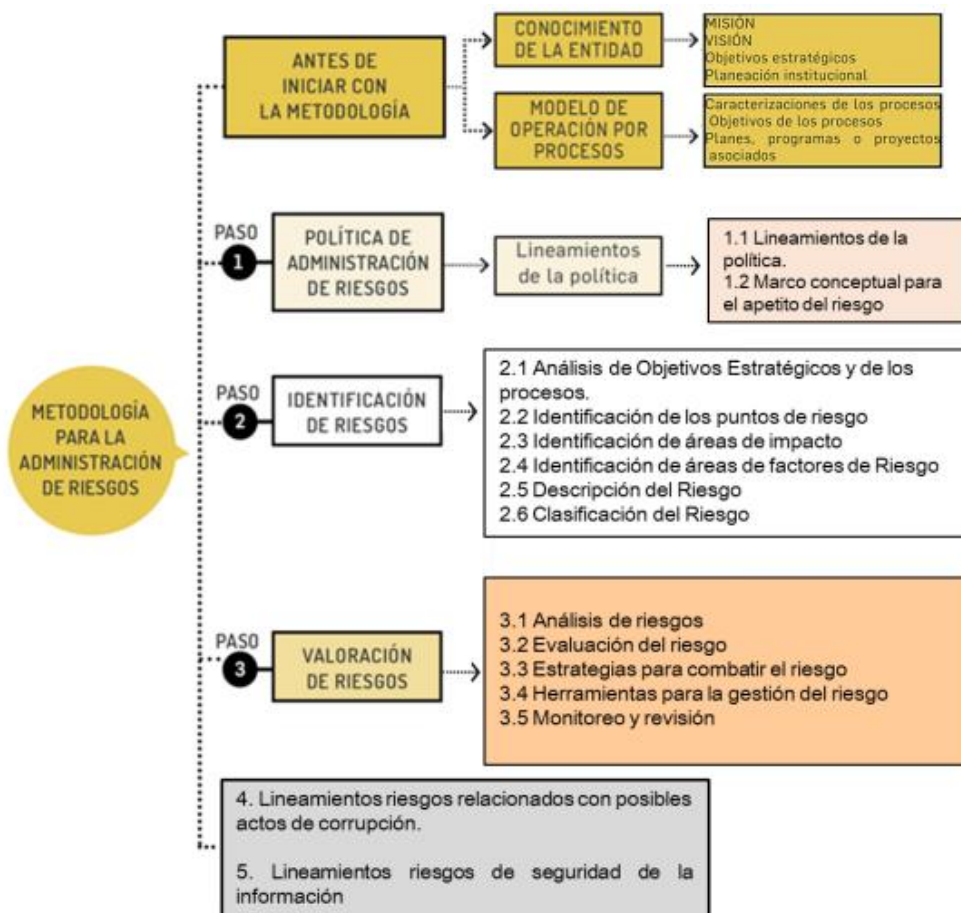 ANTES DE
INICIAR CON
LA METODOLOGÍA
CONOCIMIENTO
DE LA ENTIDAD
MISIÓN
VISIÓN
Objetivos estratégicos
Planeación institucional
MODELO DE
OPERACIÓN POR
PROCESOS
Caracterizaciones de los procesos
Objetivos de los procesos
Planes, programas o proyectos
asociados
PASO
1
POLÍTICA DE
ADMINISTRACIÓN
DE RIESGOS
Lineamientos
de la política
1.1 Lineamientos de la
política.
1.2 Marco conceptual para
el apetito del riesgo
METODOLOGÍA
PARA LA
ADMINISTRACIÓN
DE RIESGOS
PASO
2
IDENTIFICACIÓN
DE RIESGOS
2.1 Análisis de Objetivos Estratégicos y de los
procesos.
2.2 Identificación de los puntos de riesgo
2.3 Identificación de áreas de impacto
2.4 Identificación de áreas de factores de Riesgo
2.5 Descripción del Riesgo
2.6 Clasificación del Riesgo
PASO
3
VALORACIÓN
DE RIESGOS
3.1 Análisis de riesgos
3.2 Evaluación del riesgo
3.3 Estrategias para combatir el riesgo
3.4 Herramientas para la gestión del riesgo
3.5 Monitoreo y revisión
4. Lineamientos riesgos relacionados con posibles
actos de corrupción.
5. Lineamientos riesgos de seguridad de la
información